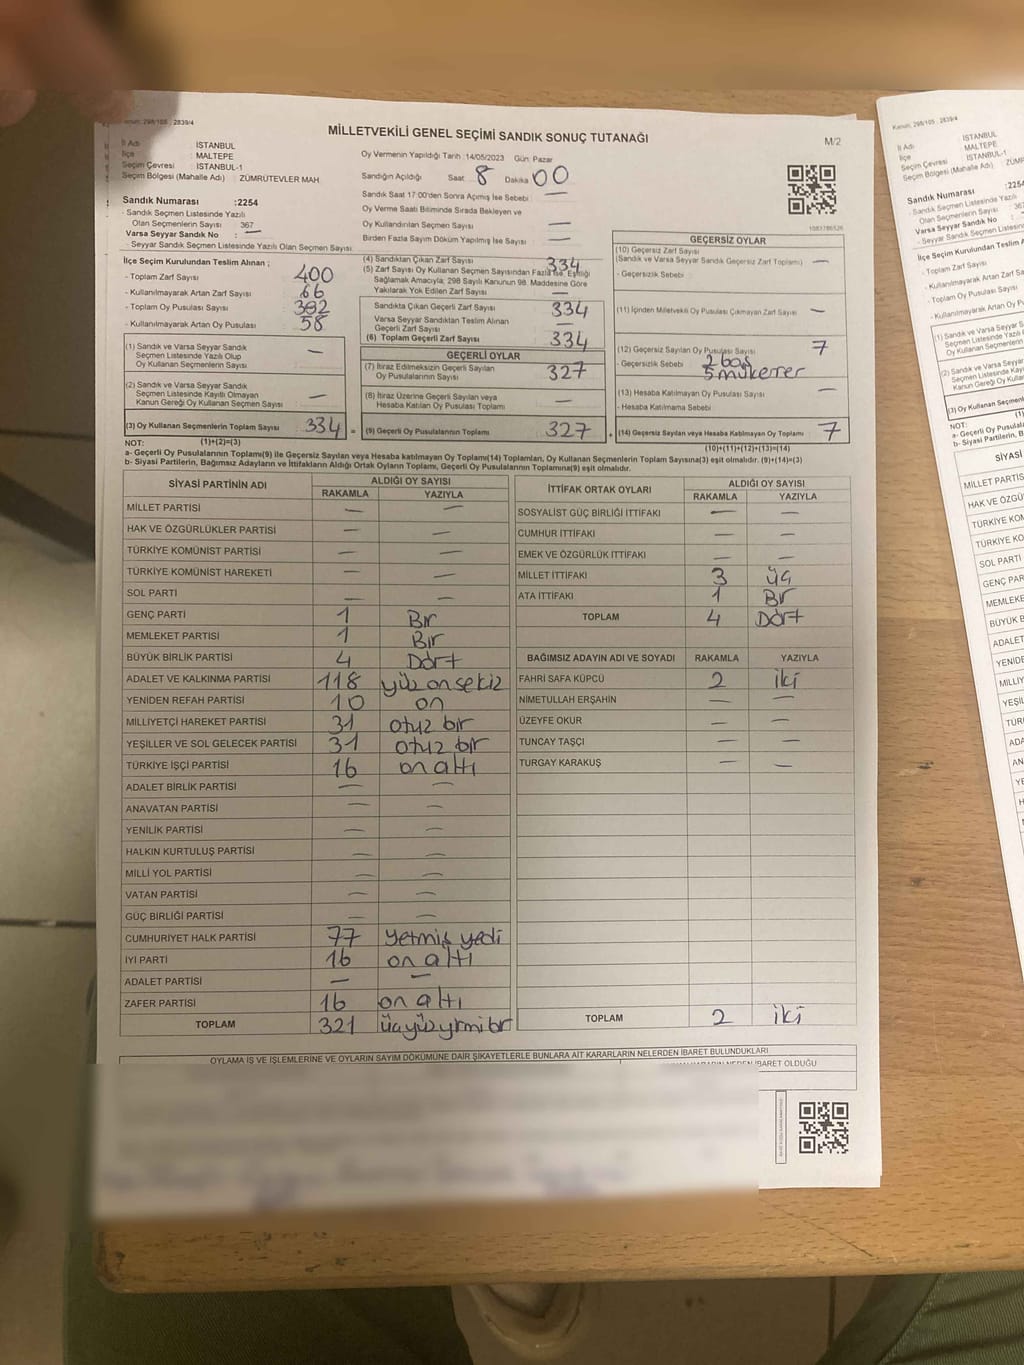 Kanun: 298/105 , 2839/4
MİLLETVEKİLİ GENEL SEÇİMİ SANDIK SONUÇ TUTANAĞI
M/2
İl Adı : İSTANBUL
İlçe : MALTEPE
Seçim Çevresi : İSTANBUL-1
Seçim Bölgesi (Mahalle Adı) : ZÜMRÜTEVLER MAH.
Oy Vermenin Yapıldığı Tarih :14/05/2023 Gün: Pazar
Sandığın Açıldığı Saat : 8 Dakika : 00
Sandık Saat 17:00'den Sonra Açılmış İse Sebebi : —
Oy Verme Saati Bitiminde Sırada Bekleyen ve
Oy Kullandırılan Seçmen Sayısı : —
Birden Fazla Sayım Döküm Yapılmış İse Sayısı : —
Sandık Numarası :2254
- Sandık Seçmen Listesinde Yazılı
Olan Seçmenlerin Sayısı : 367
Varsa Seyyar Sandık No : —
- Seyyar Sandık Seçmen Listesinde Yazılı Olan Seçmen Sayısı:
İlçe Seçim Kurulundan Teslim Alınan ;
- Toplam Zarf Sayısı : 400
- Kullanılmayarak Artan Zarf Sayısı : 66
- Toplam Oy Pusulası Sayısı : 392
- Kullanılmayarak Artan Oy Pusulası : 58
(1) Sandık ve Varsa Seyyar Sandık
Seçmen Listesinde Yazılı Olup
Oy Kullanan Seçmenlerin Sayısı : —
(2) Sandık ve Varsa Seyyar Sandık
Seçmen Listesinde Kayıtlı Olmayan
Kanun Gereği Oy Kullanan Seçmen Sayısı : —
(3) Oy Kullanan Seçmenlerin Toplam Sayısı : 334 =
(4) Sandıktan Çıkan Zarf Sayısı : 334
(5) Zarf Sayısı Oy Kullanan Seçmen Sayısından Fazla ise, Eşitliği
Sağlamak Amacıyla; 298 Sayılı Kanunun 98. Maddesine Göre
Yakılarak Yok Edilen Zarf Sayısı :
Sandıkta Çıkan Geçerli Zarf Sayısı : 334
Varsa Seyyar Sandıktan Teslim Alınan
Geçerli Zarf Sayısı : —
(6) Toplam Geçerli Zarf Sayısı : 334
GEÇERLİ OYLAR
(7) İtiraz Edilmeksizin Geçerli Sayılan
Oy Pusulalarının Sayısı : 327
(8) İtiraz Üzerine Geçerli Sayılan veya
Hesaba Katılan Oy Pusulası Toplamı : —
(9) Geçerli Oy Pusulalarının Toplamı : 327 +
GEÇERSİZ OYLAR
(10) Geçersiz Zarf Sayısı
(Sandık ve Varsa Seyyar Sandık Geçersiz Zarf Toplamı) : —
- Geçersizlik Sebebi :
(11) İçinden Milletvekili Oy Pusulası Çıkmayan Zarf Sayısı : —
(12) Geçersiz Sayılan Oy Pusulası Sayısı : 7
- Geçersizlik Sebebi : 2 boş
5 mükerrer
(13) Hesaba Katılmayan Oy Pusulası Sayısı : —
- Hesaba Katılmama Sebebi :
(14) Geçersiz Sayılan veya Hesaba Katılmayan Oy Toplamı : 7
NOT: (1)+(2)=(3) (10)+(11)+(12)+(13)=(14)
a- Geçerli Oy Pusulalarının Toplamı(9) ile Geçersiz Sayılan veya Hesaba katılmayan Oy Toplamı(14) Toplamları, Oy Kullanan Seçmenlerin Toplam Sayısına(3) eşit olmalıdır. (9)+(14)=(3)
b- Siyasi Partilerin, Bağımsız Adayların ve İttifakların Aldığı Ortak Oyların Toplamı, Geçerli Oy Pusulalarının Toplamına(9) eşit olmalıdır.
SİYASİ PARTİNİN ADI ALDIĞI OY SAYISI
RAKAMLA YAZIYLA
MİLLET PARTİSİ — —
HAK VE ÖZGÜRLÜKLER PARTİSİ — —
TÜRKİYE KOMÜNİST PARTİSİ — —
TÜRKİYE KOMÜNİST HAREKETİ — —
SOL PARTİ — —
GENÇ PARTİ 1 Bir
MEMLEKET PARTİSİ 1 Bir
BÜYÜK BİRLİK PARTİSİ 4 Dört
ADALET VE KALKINMA PARTİSİ 118 yüz on sekiz
YENİDEN REFAH PARTİSİ 10 on
MİLLİYETÇİ HAREKET PARTİSİ 31 otuz bir
YEŞİLLER VE SOL GELECEK PARTİSİ 31 otuz bir
TÜRKİYE İŞÇİ PARTİSİ 16 on altı
ADALET BİRLİK PARTİSİ — —
ANAVATAN PARTİSİ — —
YENİLİK PARTİSİ — —
HALKIN KURTULUŞ PARTİSİ — —
MİLLİ YOL PARTİSİ — —
VATAN PARTİSİ — —
GÜÇ BİRLİĞİ PARTİSİ — —
CUMHURİYET HALK PARTİSİ 77 yetmiş yedi
İYİ PARTİ 16 on altı
ADALET PARTİSİ — —
ZAFER PARTİSİ 16 on altı
TOPLAM 321 üçyüzyirmibir
İTTİFAK ORTAK OYLARI ALDIĞI OY SAYISI
RAKAMLA YAZIYLA
SOSYALİST GÜÇ BİRLİĞİ İTTİFAKI — —
CUMHUR İTTİFAKI — —
EMEK VE ÖZGÜRLÜK İTTİFAKI — —
MİLLET İTTİFAKI 3 üç
ATA İTTİFAKI 1 Bir
TOPLAM 4 Dört
BAĞIMSIZ ADAYIN ADI VE SOYADI RAKAMLA YAZIYLA
FAHRİ SAFA KÜPCÜ 2 iki
NİMETULLAH ERŞAHİN — —
ÜZEYFE OKUR — —
TUNCAY TAŞÇI — —
TURGAY KARAKUŞ — —
TOPLAM 2 iki
OYLAMA İŞ VE İŞLEMLERİNE VE OYLARIN SAYIM DÖKÜMÜNE DAİR ŞİKAYETLERLE BUNLARA AİT KARARLARIN NELERDEN İBARET BULUNDUKLARI
İBARET OLDUĞU
Kanun: 298/105 , 2839/4
İl Adı : İSTANBUL
İlçe : MALTEPE
Seçim Çevresi : İSTANBUL-1
Seçim Bölgesi (Mahalle Adı)
Sandık Numarası :2254